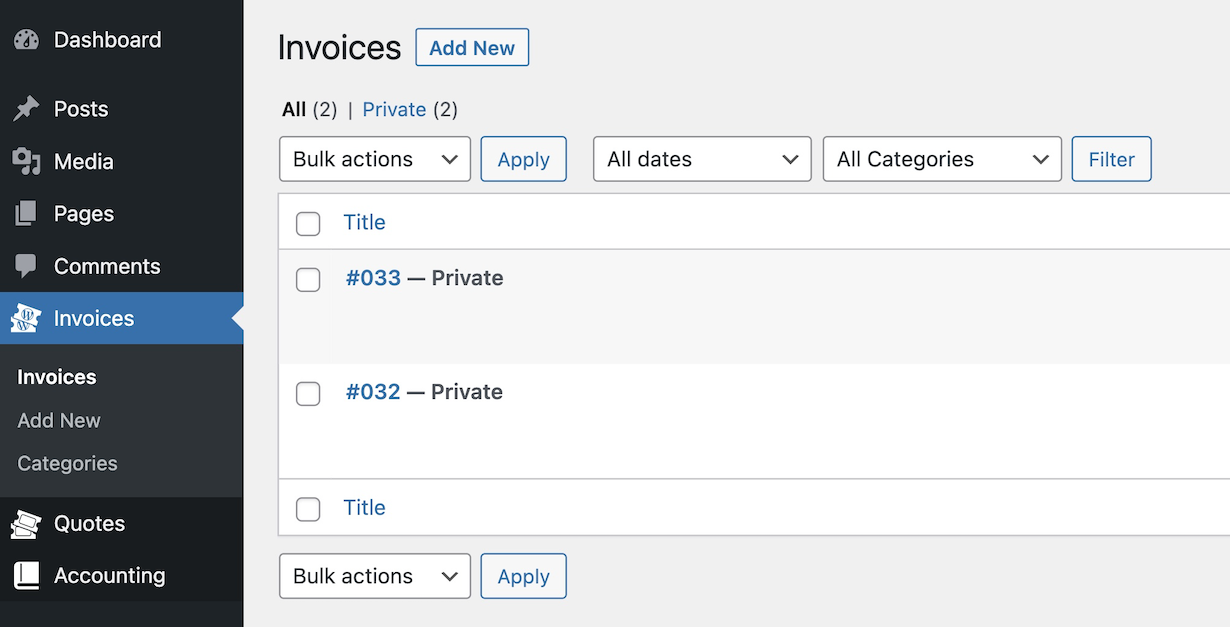 Dashboard
Posts
Media
Pages
Comments
Invoices
Invoices
Add New
Categories
Quotes
Accounting
Invoices Add New
All (2) | Private (2)
Bulk actions Apply All dates All Categories Filter
Title
#033 — Private
#032 — Private
Title
Bulk actions Apply